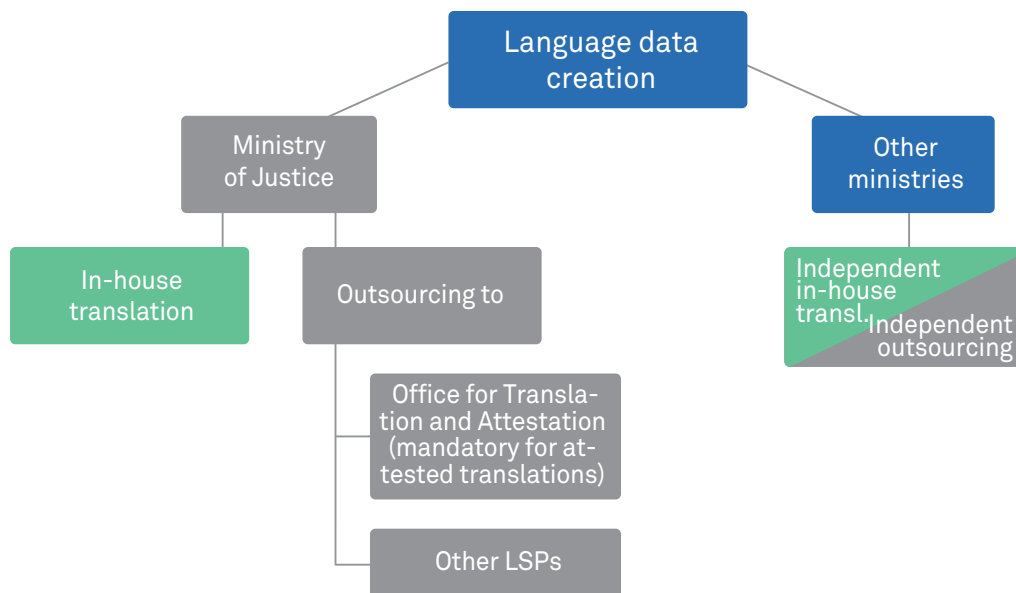 Language data
creation
Ministry
of Justice
Other
ministries
In-house
translation
Outsourcing to
Independent
in-house
transl.
Independent
outsourcing
Office for Transla-
tion and Attestation
(mandatory for at-
tested translations)
Other LSPs